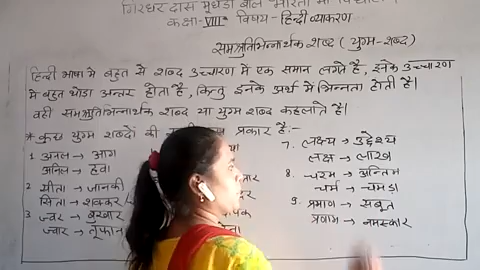 गिरधर दास मुंधड़ा बाल भारती
कक्षा-VIII विषय-हिन्दी व्याकरण
समश्रुतिभिन्नार्थक शब्द (युग्म-शब्द)
हिन्दी भाषा मे बहुत से शब्द उच्चारण में एक समान लगते है, इनके उच्चारण
मे बहुत थोडा अन्तर होता है, किन्तु इनके अर्थ मे भिन्नता होती है।
वही समश्रुतिभिन्नार्थक शब्द या युग्म शब्द कहलाते है।
* कुछ युग्म शब्दों की प्रकार है:-
1. अनल → आग
अनिल → हवा
2. सीता → जानकी
सिता → शक्कर
3. ज्वर → बुखार
ज्वार → तूफान
7. लक्ष्य → उद्देश्य
लक्ष → लाख
8. चरम → अन्तिम
चर्म → चमडा
9. प्रमाण → सबूत
प्रणाम → नमस्कार